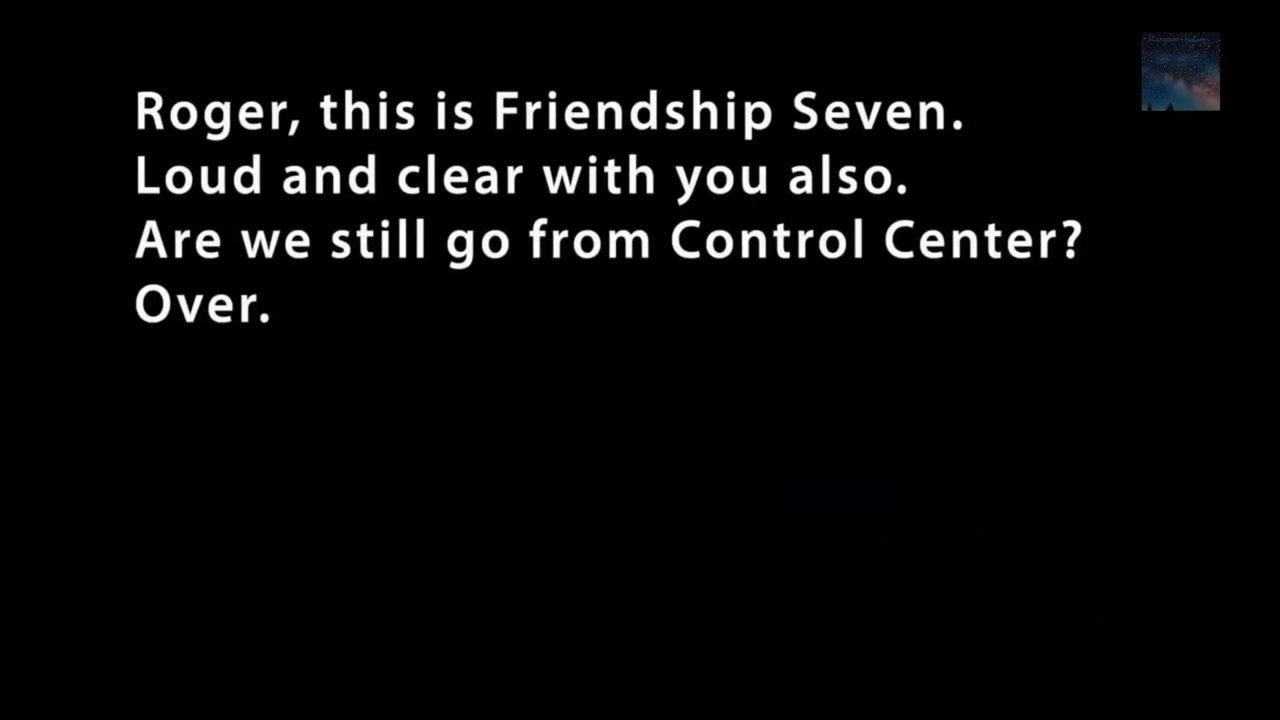 Roger, this is Friendship Seven.
Loud and clear with you also.
Are we still go from Control Center?
Over.